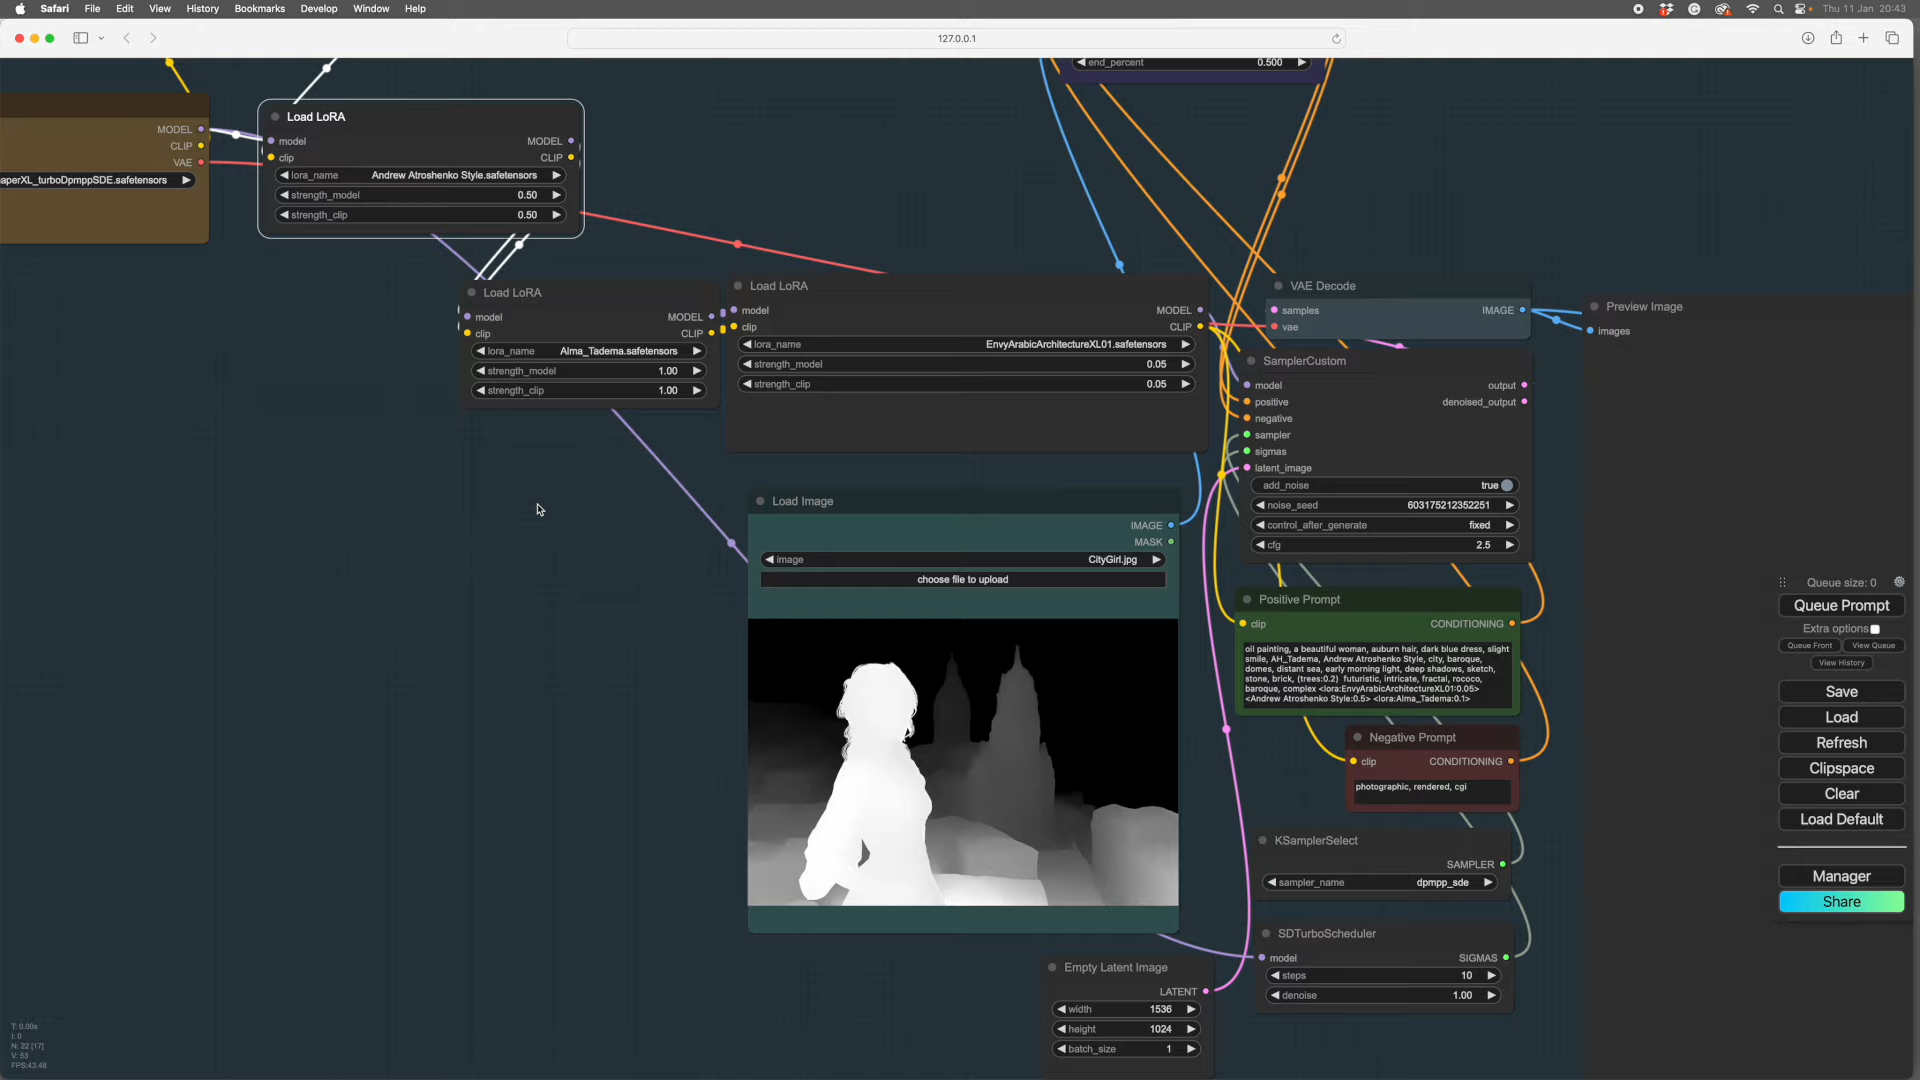 Safari File Edit View History Bookmarks Develop Window Help
Thu 11 Jan 20:43
127.0.0.1
end_percent 0.500
MODEL
CLIP
VAE
aperXL_turboDpmppSDE.safetensors
Load LoRA
model MODEL
clip CLIP
lora_name Andrew Atroshenko Style.safetensors
strength_model 0.50
strength_clip 0.50
Load LoRA
model MODEL
clip CLIP
lora_name Alma_Tadema.safetensors
strength_model 1.00
strength_clip 1.00
Load LoRA
model MODEL
clip CLIP
lora_name EnvyArabicArchitectureXL01.safetensors
strength_model 0.05
strength_clip 0.05
VAE Decode
samples IMAGE
vae
Preview Image
images
SamplerCustom
model output
positive denoised_output
negative
sampler
sigmas
latent_image
add_noise true
noise_seed 603175212352251
control_after_generate fixed
cfg 2.5
Load Image
IMAGE
MASK
image CityGirl.jpg
choose file to upload
Positive Prompt
clip CONDITIONING
oil painting, a beautiful woman, auburn hair, dark blue dress, slight
smile, AH_Tadema, Andrew Atroshenko Style, city, baroque,
domes, distant sea, early morning light, deep shadows, sketch,
stone, brick, (trees:0.2) futuristic, intricate, fractal, rococo,
baroque, complex <lora:EnvyArabicArchitectureXL01:0.05>
<Andrew Atroshenko Style:0.5> <lora:Alma_Tadema:0.1>
Negative Prompt
clip CONDITIONING
photographic, rendered, cgi
KSamplerSelect
SAMPLER
sampler_name dpmpp_sde
SDTurboScheduler
model SIGMAS
steps 10
denoise 1.00
Empty Latent Image
LATENT
width 1536
height 1024
batch_size 1
Queue size: 0
Queue Prompt
Extra options
Queue Front View Queue
View History
Save
Load
Refresh
Clipspace
Clear
Load Default
Manager
Share
T: 0.00s
I: 0
N: 22 [17]
V: 53
FPS:43.48